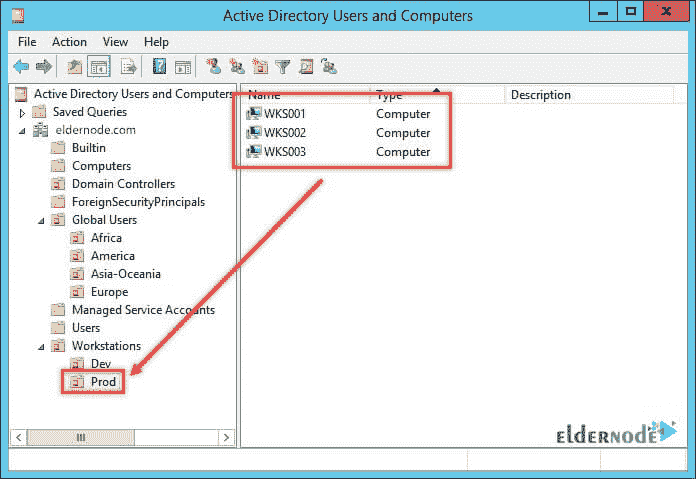 Active Directory Users and Computers
File Action View Help
Active Directory Users and Computers
Saved Queries
eldernode.com
Builtin
Computers
Domain Controllers
ForeignSecurityPrincipals
Global Users
Africa
America
Asia-Oceania
Europe
Managed Service Accounts
Users
Workstations
Dev
Prod
Name Type Description
WKS001 Computer
WKS002 Computer
WKS003 Computer
ELDERNODE